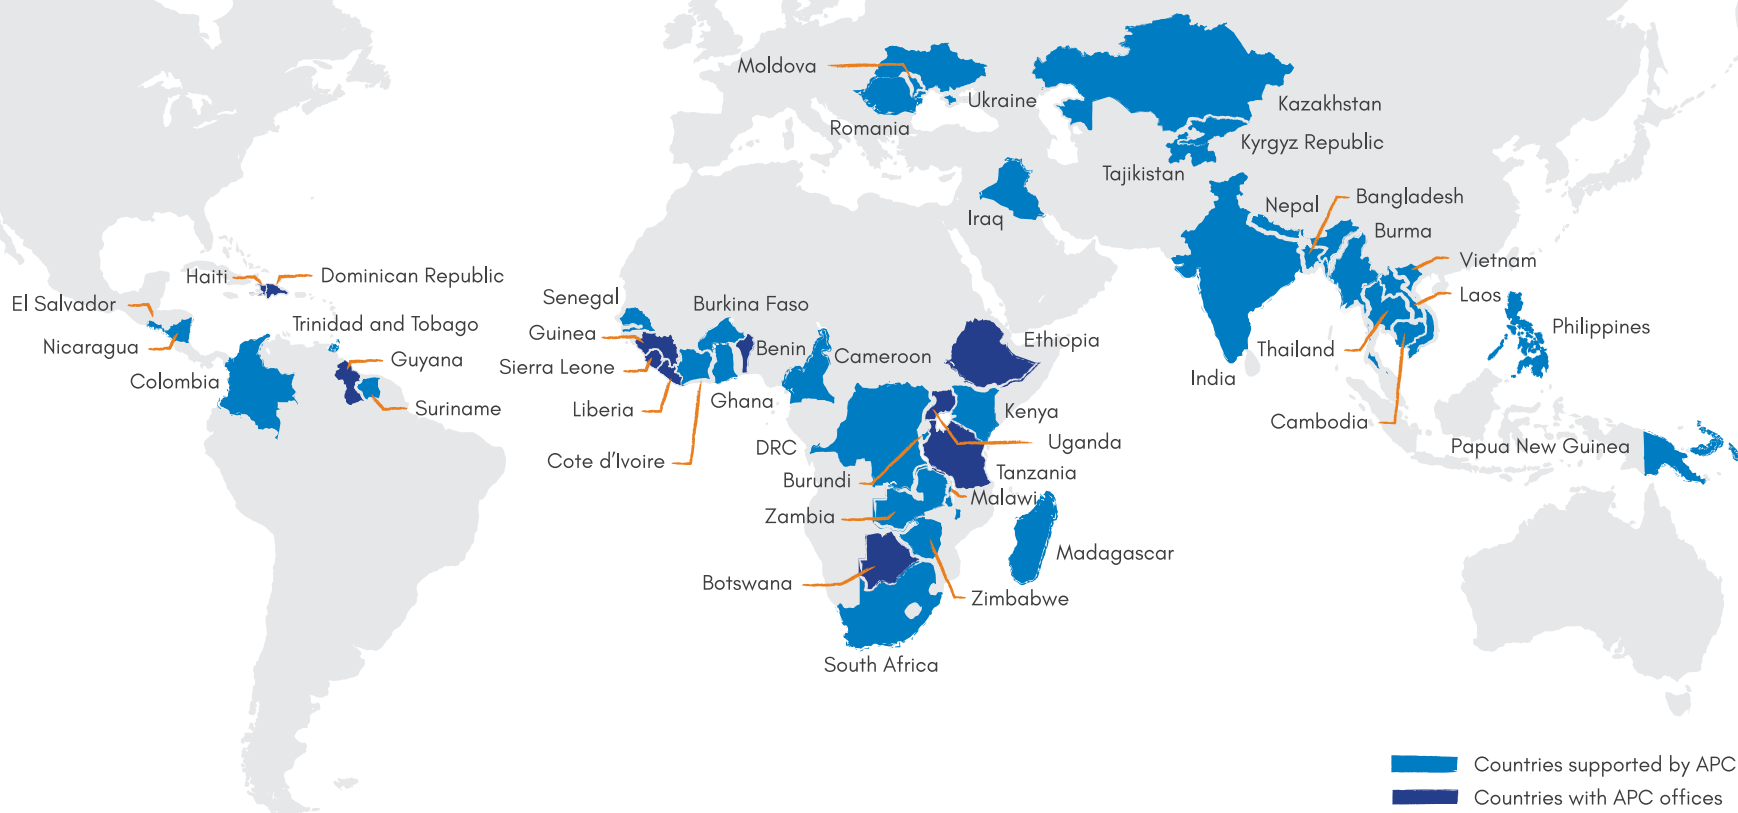 Moldova
Ukraine
Romania
Kazakhstan
Kyrgyz Republic
Tajikistan
Iraq
Nepal
Bangladesh
Burma
Vietnam
Laos
Philippines
Thailand
India
Cambodia
Papua New Guinea
Haiti
Dominican Republic
El Salvador
Trinidad and Tobago
Nicaragua
Guyana
Colombia
Suriname
Senegal
Burkina Faso
Guinea
Benin
Cameroon
Ethiopia
Sierra Leone
Liberia
Ghana
Kenya
Cote d’Ivoire
DRC
Uganda
Burundi
Tanzania
Malawi
Zambia
Madagascar
Botswana
Zimbabwe
South Africa
Countries supported by APC
Countries with APC offices